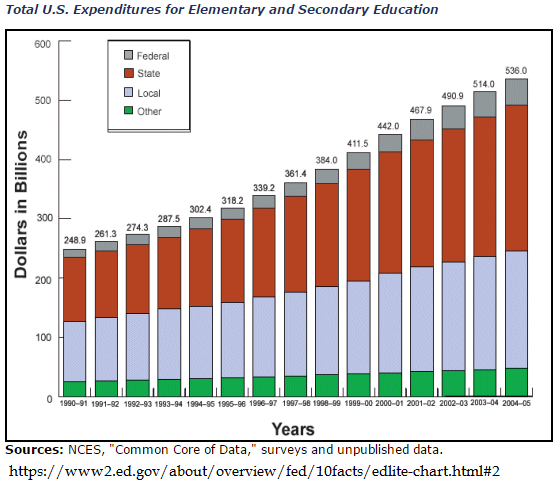 Total U.S. Expenditures for Elementary and Secondary Education
600
Federal
State
Local
Other
500
400
300
200
100
0
Dollars in Billions
248.9
261.3
274.3
287.5
302.4
318.2
339.2
361.4
384.0
411.5
442.0
467.9
490.9
514.0
536.0
1990–91 1991–92 1992–93 1993–94 1994–95 1995–96 1996–97 1997–98 1998–99 1999–00 2000–01 2001–02 2002–03 2003–04 2004–05
Years
Sources: NCES, "Common Core of Data," surveys and unpublished data.
https://www2.ed.gov/about/overview/fed/10facts/edlite-chart.html#2